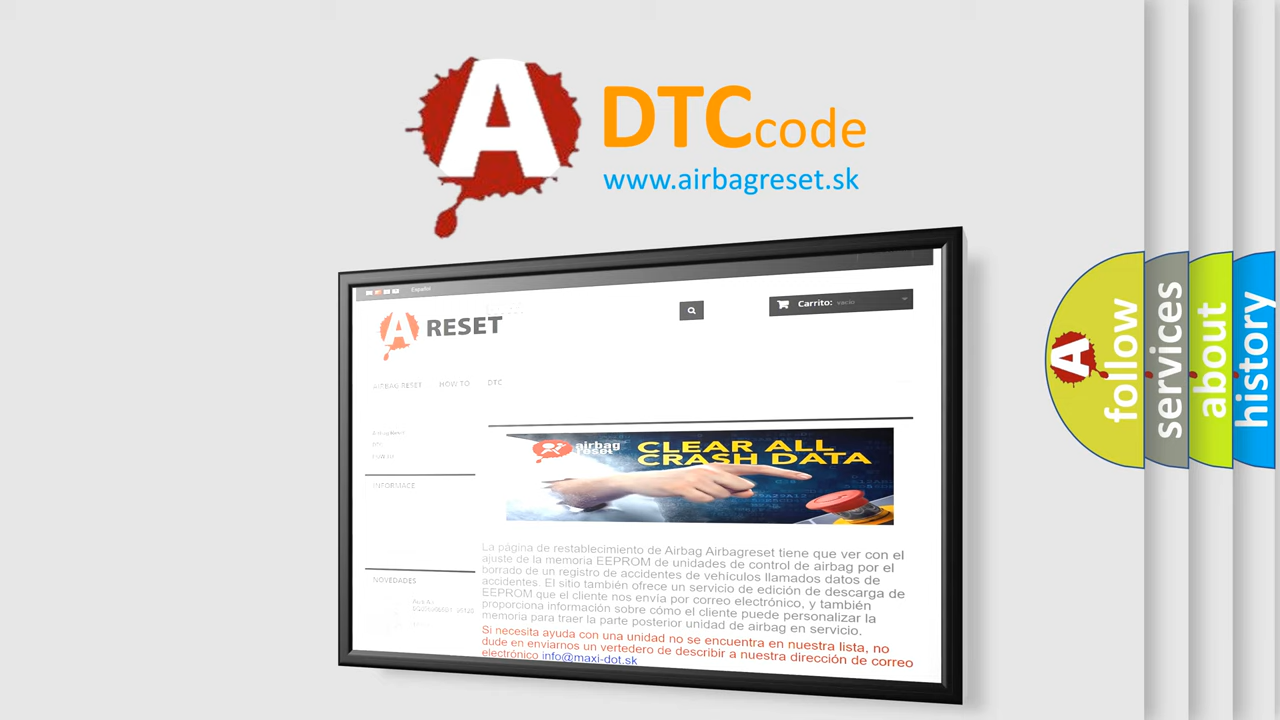 A
DTC code
www.airbagreset.sk
Español
A RESET
Carrito: vacío
AIRBAG RESET HOW TO DTC
INFORMACE
NOVEDADES
airbag
reset
CLEAR ALL
CRASH DATA
La página de restablecimiento de Airbag Airbagreset tiene que ver con el
ajuste de la memoria EEPROM de unidades de control de airbag por el
borrado de un registro de accidentes de vehículos llamados datos de
accidentes. El sitio también ofrece un servicio de edición de descarga de
EEPROM que el cliente nos envía por correo electrónico, y también
proporciona información sobre cómo el cliente puede personalizar la
memoria para traer la parte posterior unidad de airbag en servicio.
Si necesita ayuda con una unidad no se encuentra en nuestra lista, no
dude en enviarnos un vertedero de describir a nuestra dirección de correo
electrónico info@maxi-dot.sk
A
follow
services
about
history